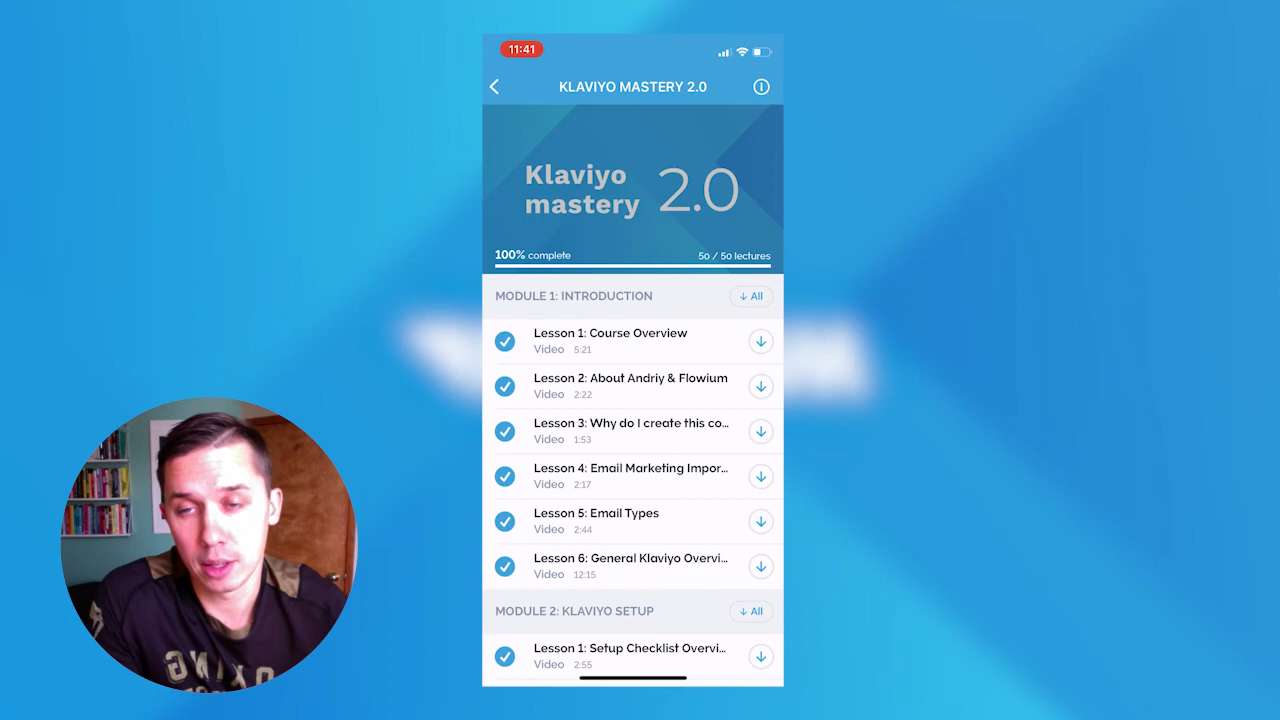 11:41
KLAVIYO MASTERY 2.0
Klaviyo
mastery 2.0
100% complete 50 / 50 lectures
MODULE 1: INTRODUCTION ↓ All
Lesson 1: Course Overview
Video 5:21
Lesson 2: About Andriy & Flowium
Video 2:22
Lesson 3: Why do I create this co...
Video 1:53
Lesson 4: Email Marketing Impor...
Video 2:17
Lesson 5: Email Types
Video 2:44
Lesson 6: General Klaviyo Overvi...
Video 12:15
MODULE 2: KLAVIYO SETUP ↓ All
Lesson 1: Setup Checklist Overvi...
Video 2:55